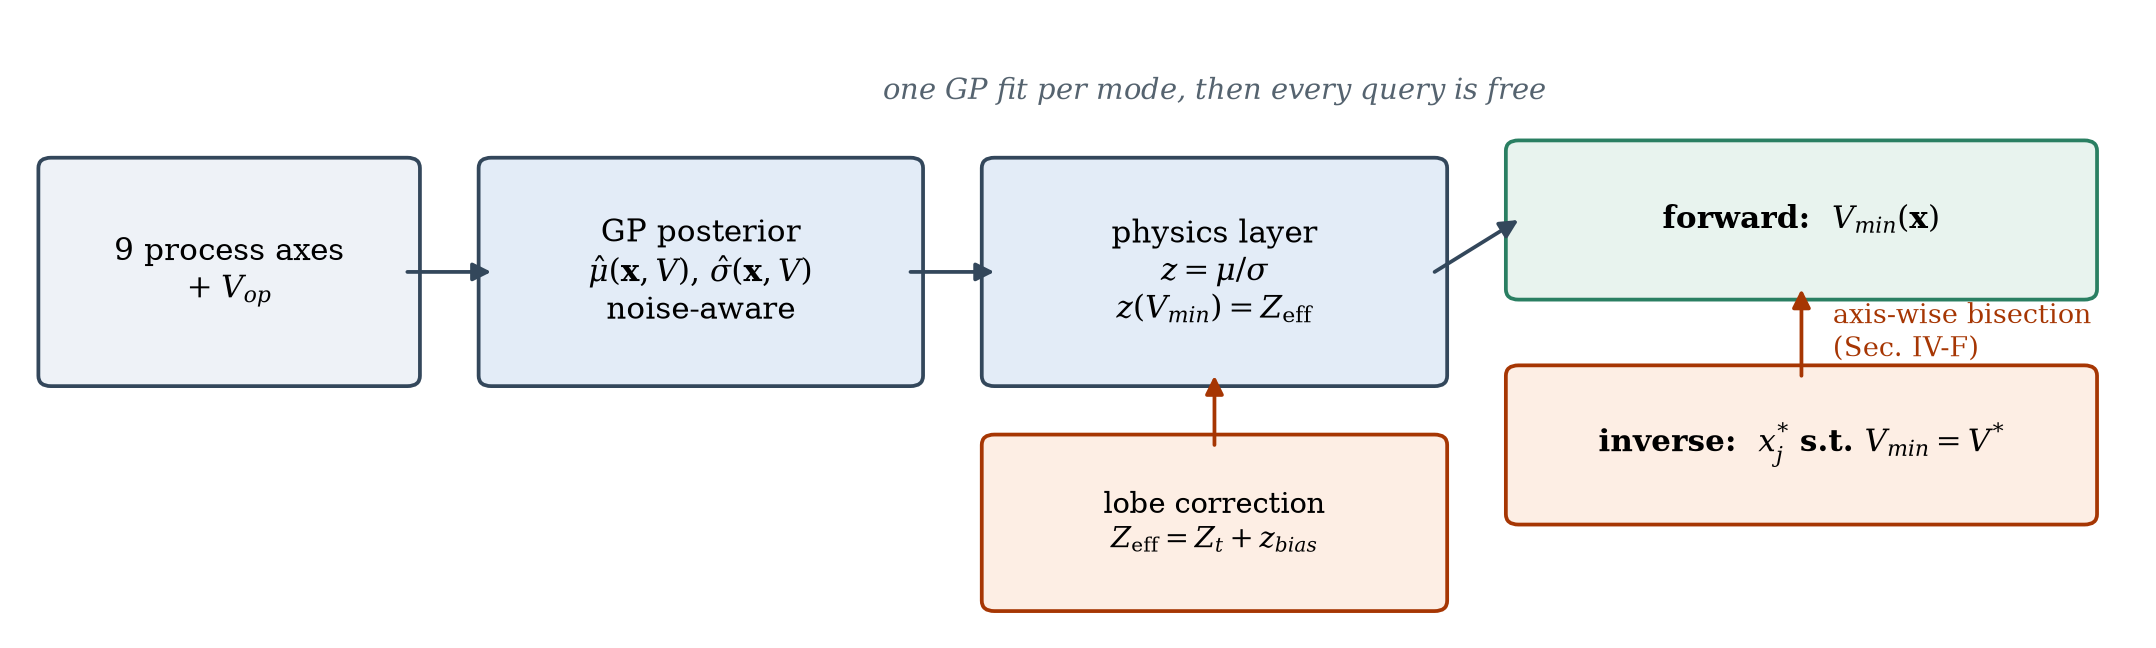 one GP fit per mode, then every query is free
9 process axes
+ V_op
GP posterior
μ̂(x, V), σ̂(x, V)
noise-aware
physics layer
z = μ/σ
z(V_min) = Z_eff
lobe correction
Z_eff = Z_t + z_bias
forward: V_min(x)
axis-wise bisection
(Sec. IV-F)
inverse: x_j^* s.t. V_min = V^*